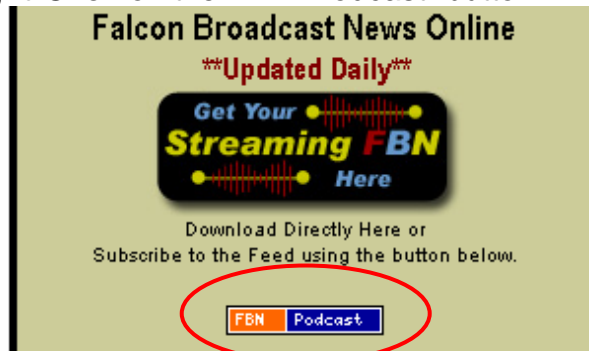 Falcon Broadcast News Online
**Updated Daily**
Get Your
Streaming FBN
Here
Download Directly Here or
Subscribe to the Feed using the button below.
FBN Podcast